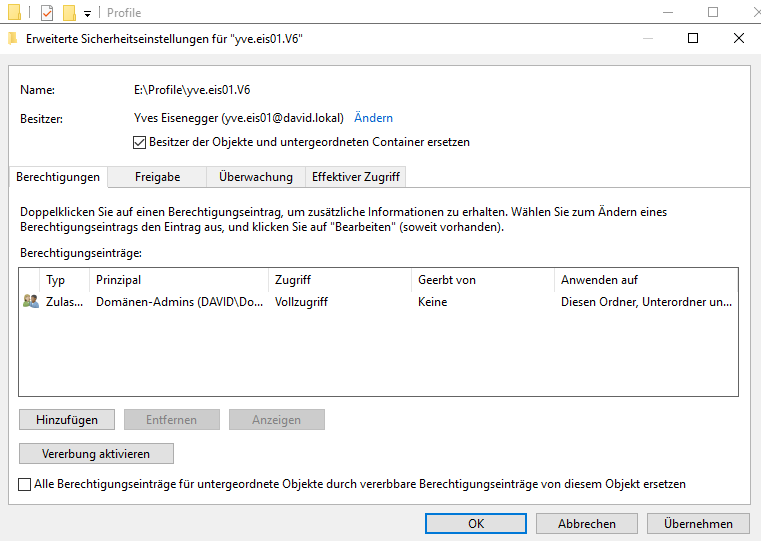 Profile
Erweiterte Sicherheitseinstellungen für "yve.eis01.V6"
Name: E:\Profile\yve.eis01.V6
Besitzer: Yves Eisenegger (yve.eis01@david.lokal) Ändern
Besitzer der Objekte und untergeordneten Container ersetzen
Berechtigungen Freigabe Überwachung Effektiver Zugriff
Doppelklicken Sie auf einen Berechtigungseintrag, um zusätzliche Informationen zu erhalten. Wählen Sie zum Ändern eines
Berechtigungseintrags den Eintrag aus, und klicken Sie auf "Bearbeiten" (soweit vorhanden).
Berechtigungseinträge:
Typ Prinzipal Zugriff Geerbt von Anwenden auf
Zulas... Domänen-Admins (DAVID\Do... Vollzugriff Keine Diesen Ordner, Unterordner un...
Hinzufügen Entfernen Anzeigen
Vererbung aktivieren
Alle Berechtigungseinträge für untergeordnete Objekte durch vererbbare Berechtigungseinträge von diesem Objekt ersetzen
OK Abbrechen Übernehmen